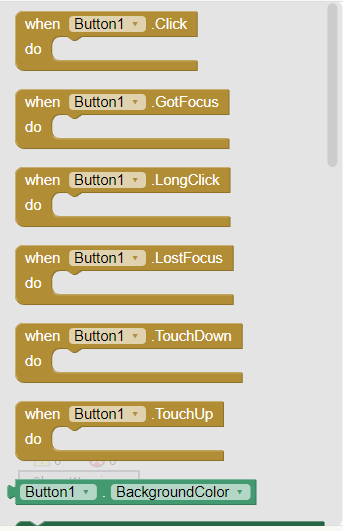 when Button1 .Click
do
when Button1 .GotFocus
do
when Button1 .LongClick
do
when Button1 .LostFocus
do
when Button1 .TouchDown
do
when Button1 .TouchUp
do
0 0
Button1 . BackgroundColor